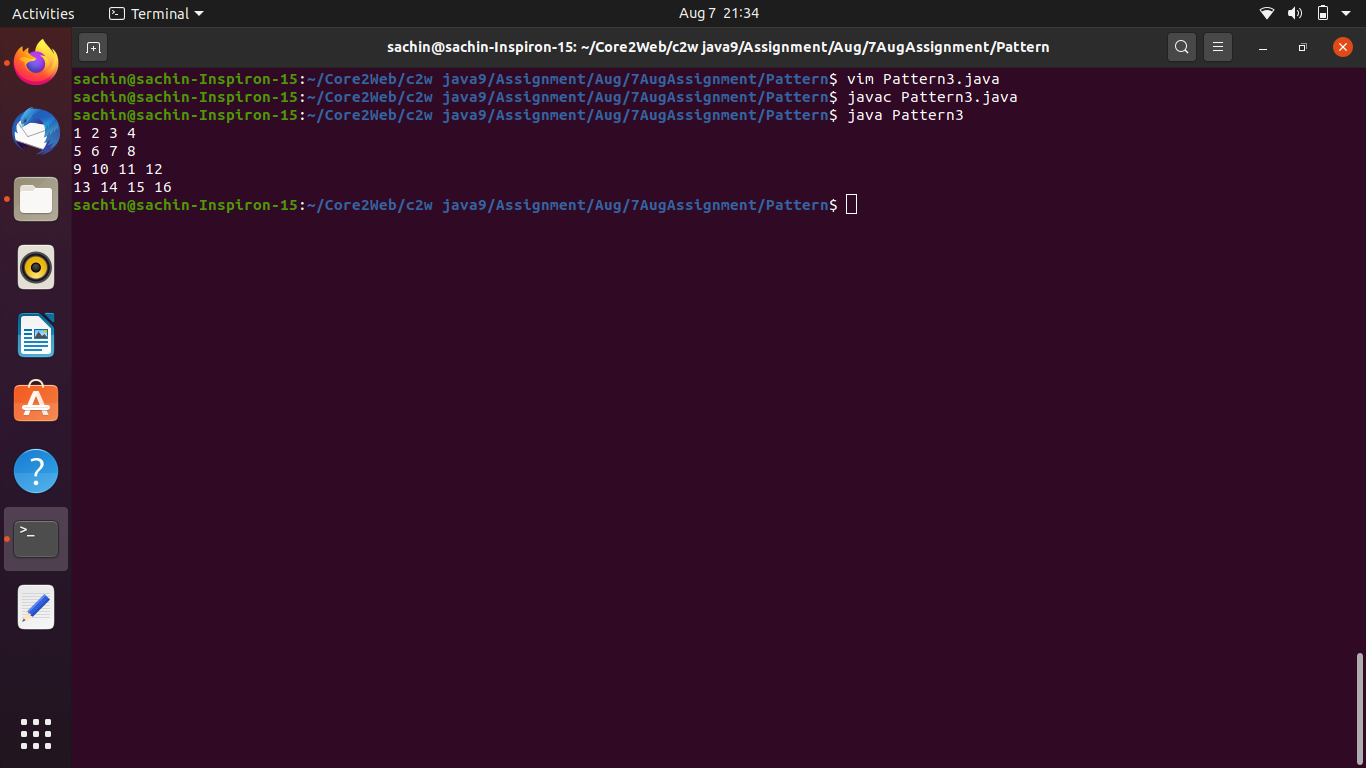 Activities Terminal Aug 7 21:34
sachin@sachin-Inspiron-15: ~/Core2Web/c2w java9/Assignment/Aug/7AugAssignment/Pattern
sachin@sachin-Inspiron-15:~/Core2Web/c2w java9/Assignment/Aug/7AugAssignment/Pattern$ vim Pattern3.java
sachin@sachin-Inspiron-15:~/Core2Web/c2w java9/Assignment/Aug/7AugAssignment/Pattern$ javac Pattern3.java
sachin@sachin-Inspiron-15:~/Core2Web/c2w java9/Assignment/Aug/7AugAssignment/Pattern$ java Pattern3
1 2 3 4
5 6 7 8
9 10 11 12
13 14 15 16
sachin@sachin-Inspiron-15:~/Core2Web/c2w java9/Assignment/Aug/7AugAssignment/Pattern$